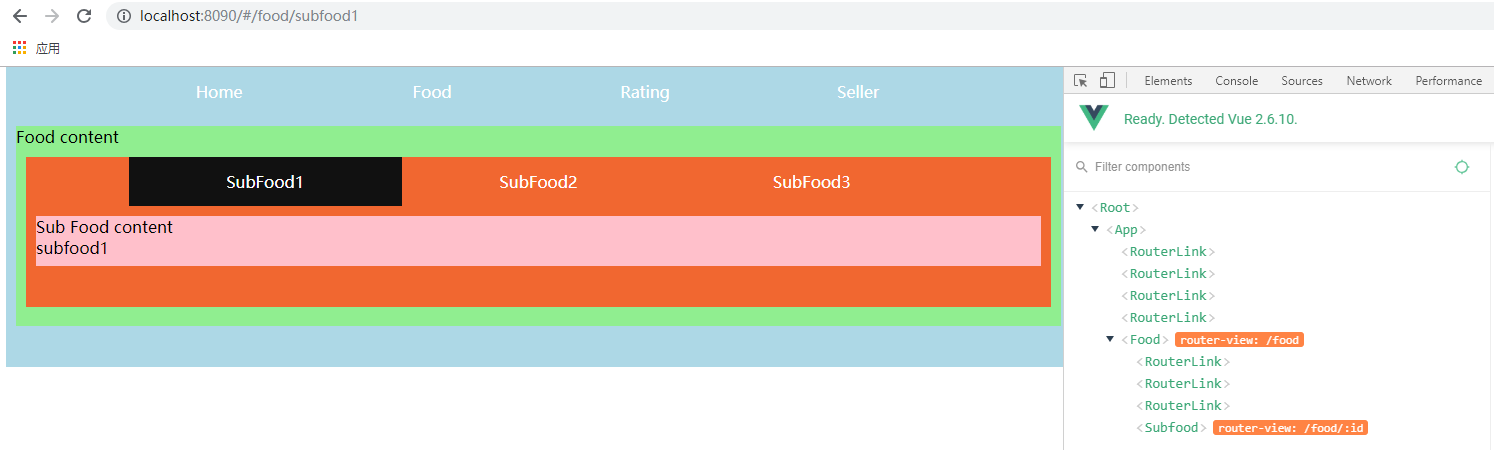 localhost:8090/#/food/subfood1
应用
Home Food Rating Seller
Food content
SubFood1 SubFood2 SubFood3
Sub Food content
subfood1
Elements Console Sources Network Performance
Ready. Detected Vue 2.6.10.
Filter components
<Root>
<App>
<RouterLink>
<RouterLink>
<RouterLink>
<RouterLink>
<Food> router-view: /food
<RouterLink>
<RouterLink>
<RouterLink>
<Subfood> router-view: /food/:id